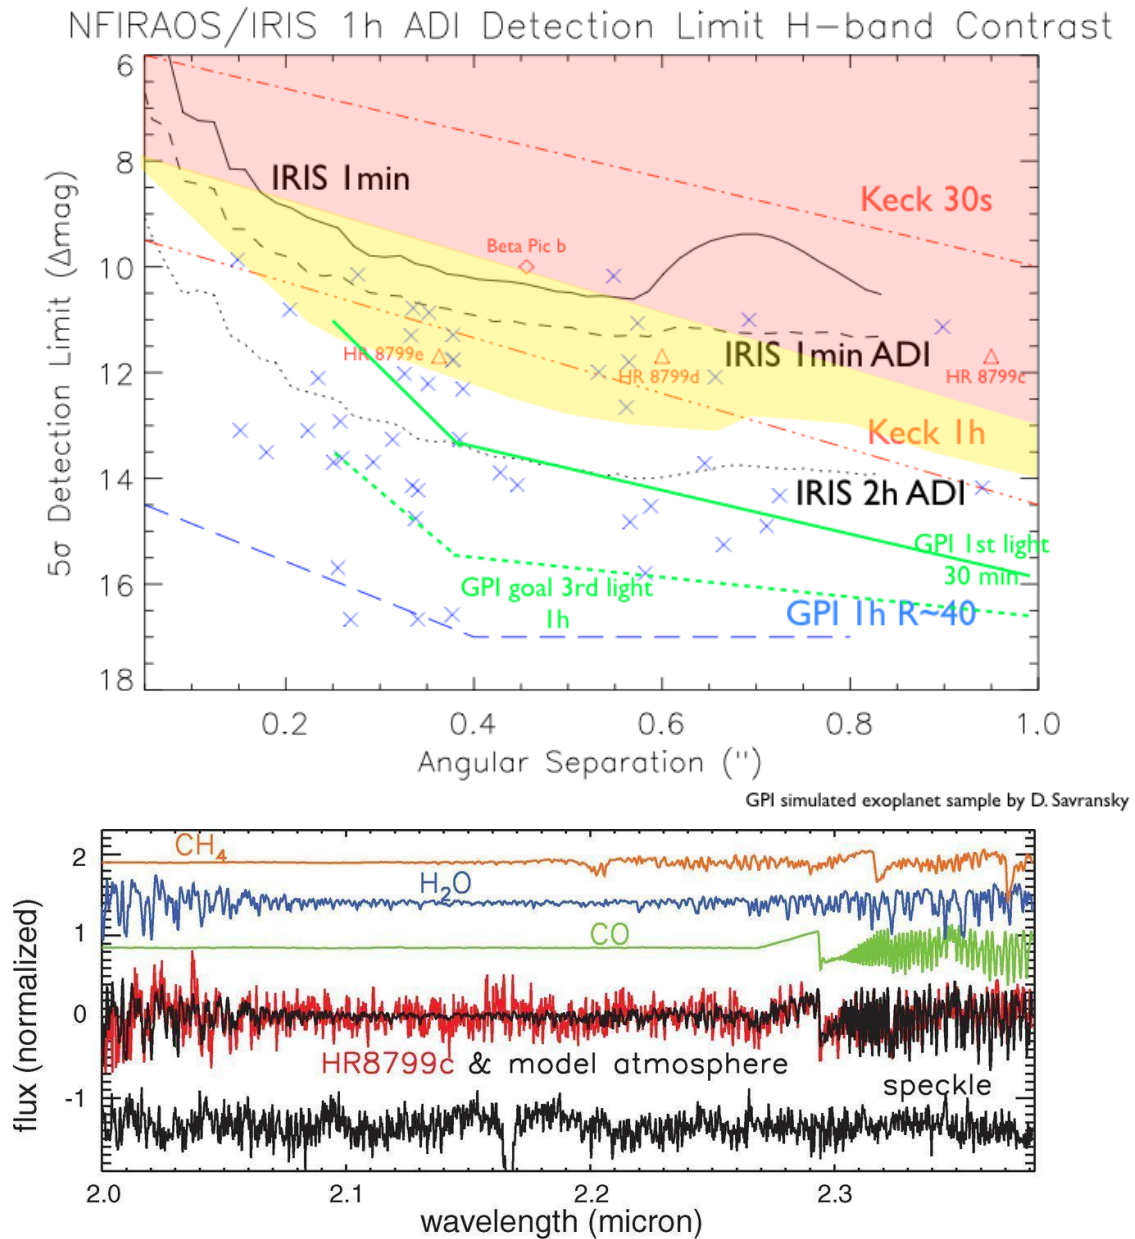 NFIRAOS/IRIS 1h ADI Detection Limit H-band Contrast
5σ Detection Limit (Δmag)
6
8
10
12
14
16
18
IRIS 1min
Keck 30s
Beta Pic b
HR 8799e
IRIS 1min ADI
HR 8799d
HR 8799c
Keck 1h
IRIS 2h ADI
GPI 1st light
30 min
GPI goal 3rd light
1h
GPI 1h R~40
0.2
0.4
0.6
0.8
1.0
Angular Separation (")
GPI simulated exoplanet sample by D. Savransky
flux (normalized)
2
1
0
-1
CH4
H2O
CO
HR8799c & model atmosphere
speckle
2.0
2.1
2.2
2.3
wavelength (micron)